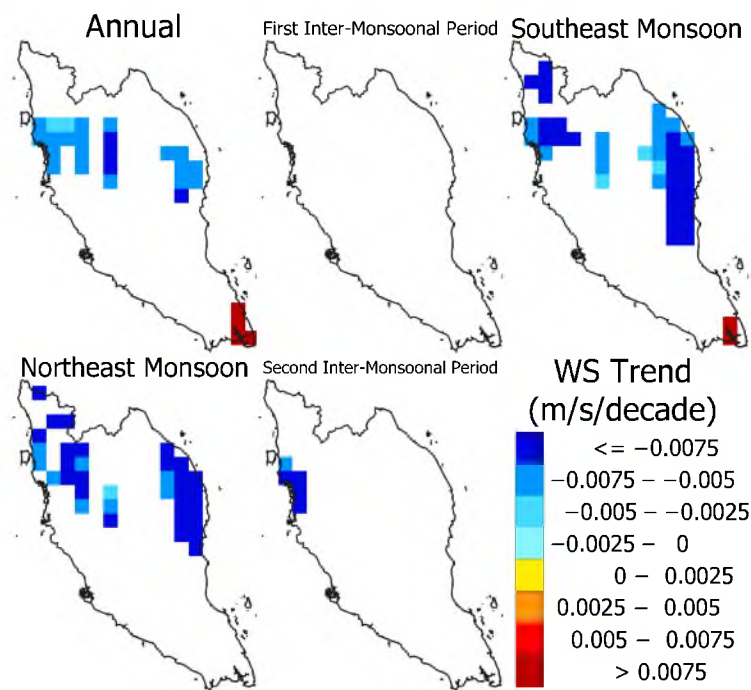 Annual
First Inter-Monsoonal Period
Southeast Monsoon
Northeast Monsoon
Second Inter-Monsoonal Period
WS Trend
(m/s/decade)
<= −0.0075
−0.0075 − −0.005
−0.005 − −0.0025
−0.0025 − 0
0 − 0.0025
0.0025 − 0.005
0.005 − 0.0075
> 0.0075